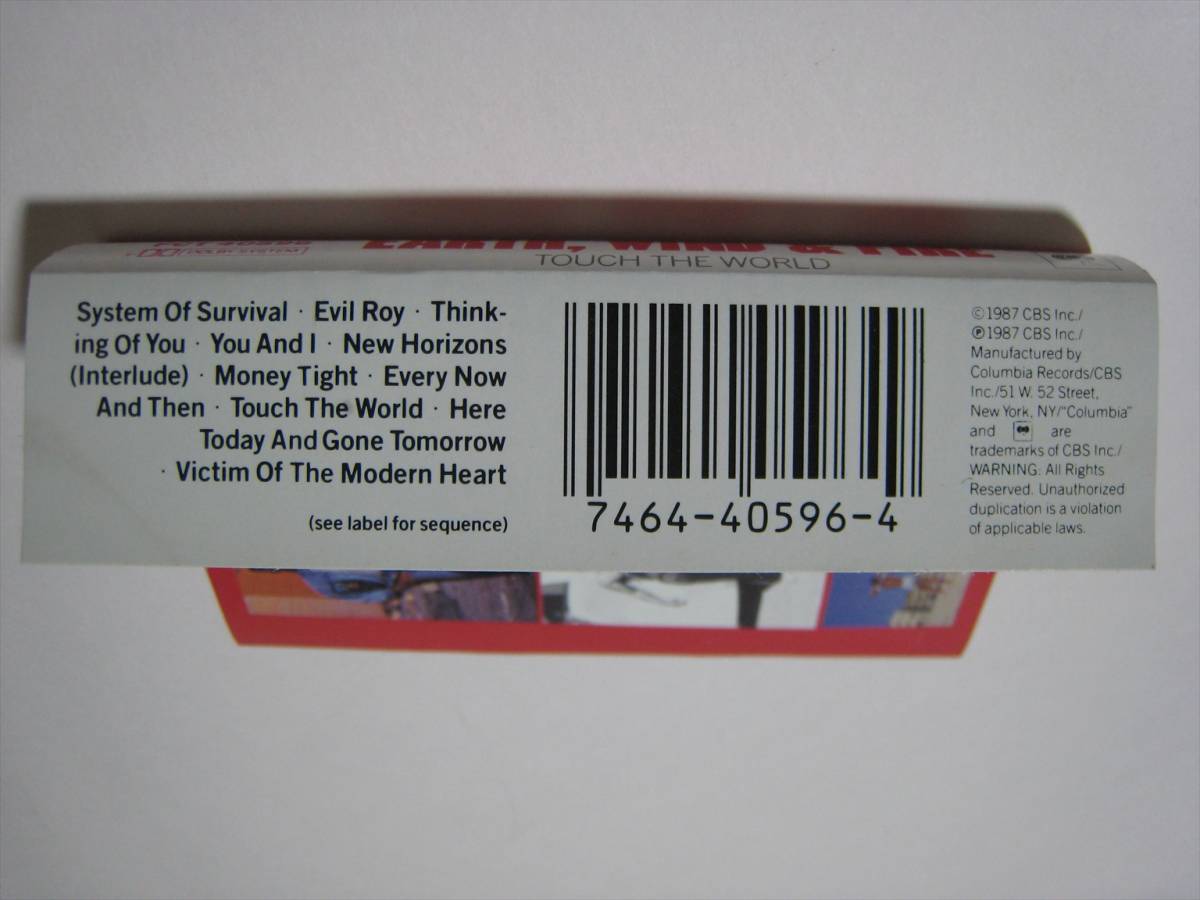 EARTH, WIND & FIRE
DOLBY SYSTEM
TOUCH THE WORLD
System Of Survival · Evil Roy · Think-
ing Of You · You And I · New Horizons
(Interlude) · Money Tight · Every Now
And Then · Touch The World · Here
Today And Gone Tomorrow
· Victim Of The Modern Heart
(see label for sequence)
7464-40596-4
©1987 CBS Inc./
℗1987 CBS Inc./
Manufactured by
Columbia Records/CBS
Inc./51 W. 52 Street,
New York, NY/"Columbia"
and are
trademarks of CBS Inc./
WARNING: All Rights
Reserved. Unauthorized
duplication is a violation
of applicable laws.